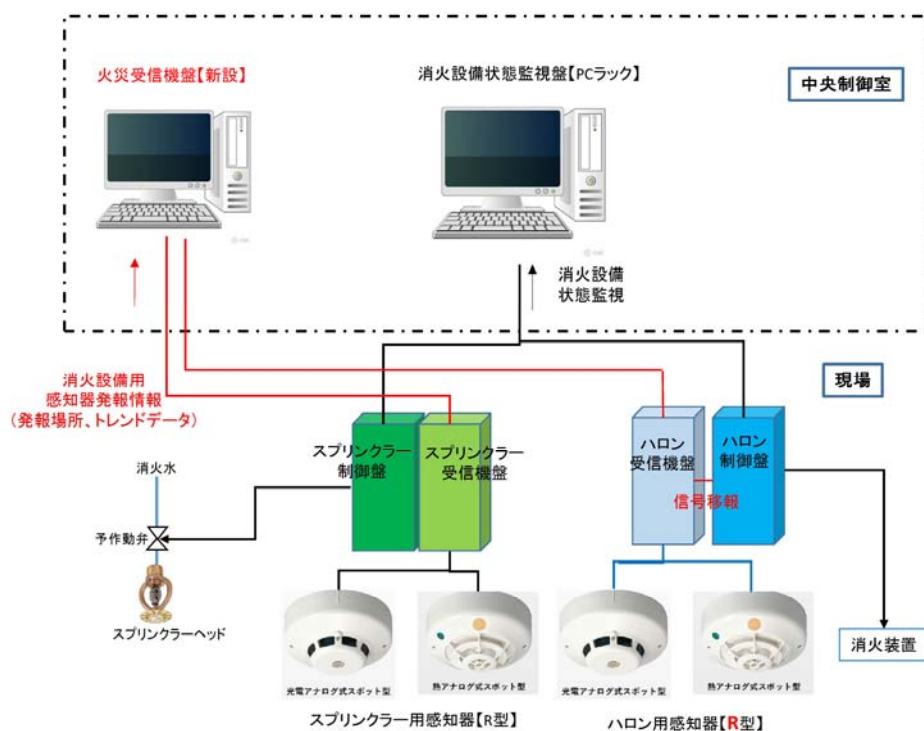 火災受信機盤【新設】
消火設備状態監視盤【PCラック】
中央制御室
消火設備
状態監視
現場
消火設備用
感知器発報情報
(発報場所、トレンドデータ)
スプリンクラー
制御盤
スプリンクラー
受信機盤
ハロン
受信機盤
ハロン
制御盤
信号移報
消火水
予作動弁
スプリンクラーヘッド
消火装置
光電アナログ式スポット型
熱アナログ式スポット型
光電アナログ式スポット型
熱アナログ式スポット型
スプリンクラー用感知器【R型】
ハロン用感知器【R型】